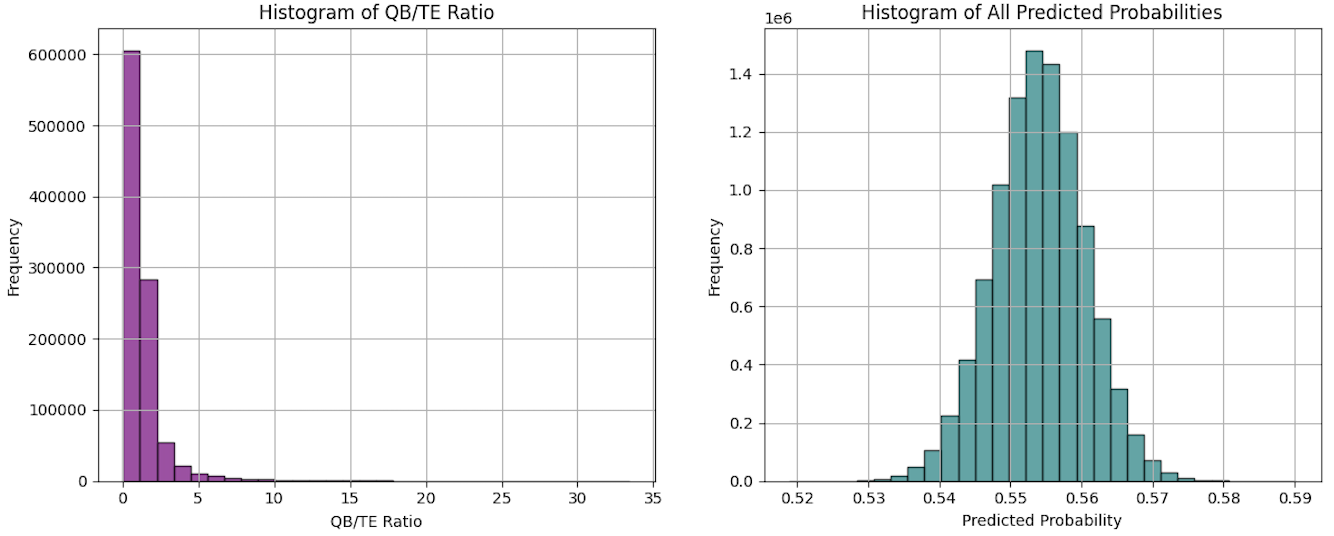 Histogram of QB/TE Ratio
600000
500000
400000
300000
200000
100000
0
Frequency
0 5 10 15 20 25 30 35
QB/TE Ratio
Histogram of All Predicted Probabilities
1e6
1.4
1.2
1.0
0.8
0.6
0.4
0.2
0.0
Frequency
0.52 0.53 0.54 0.55 0.56 0.57 0.58 0.59
Predicted Probability